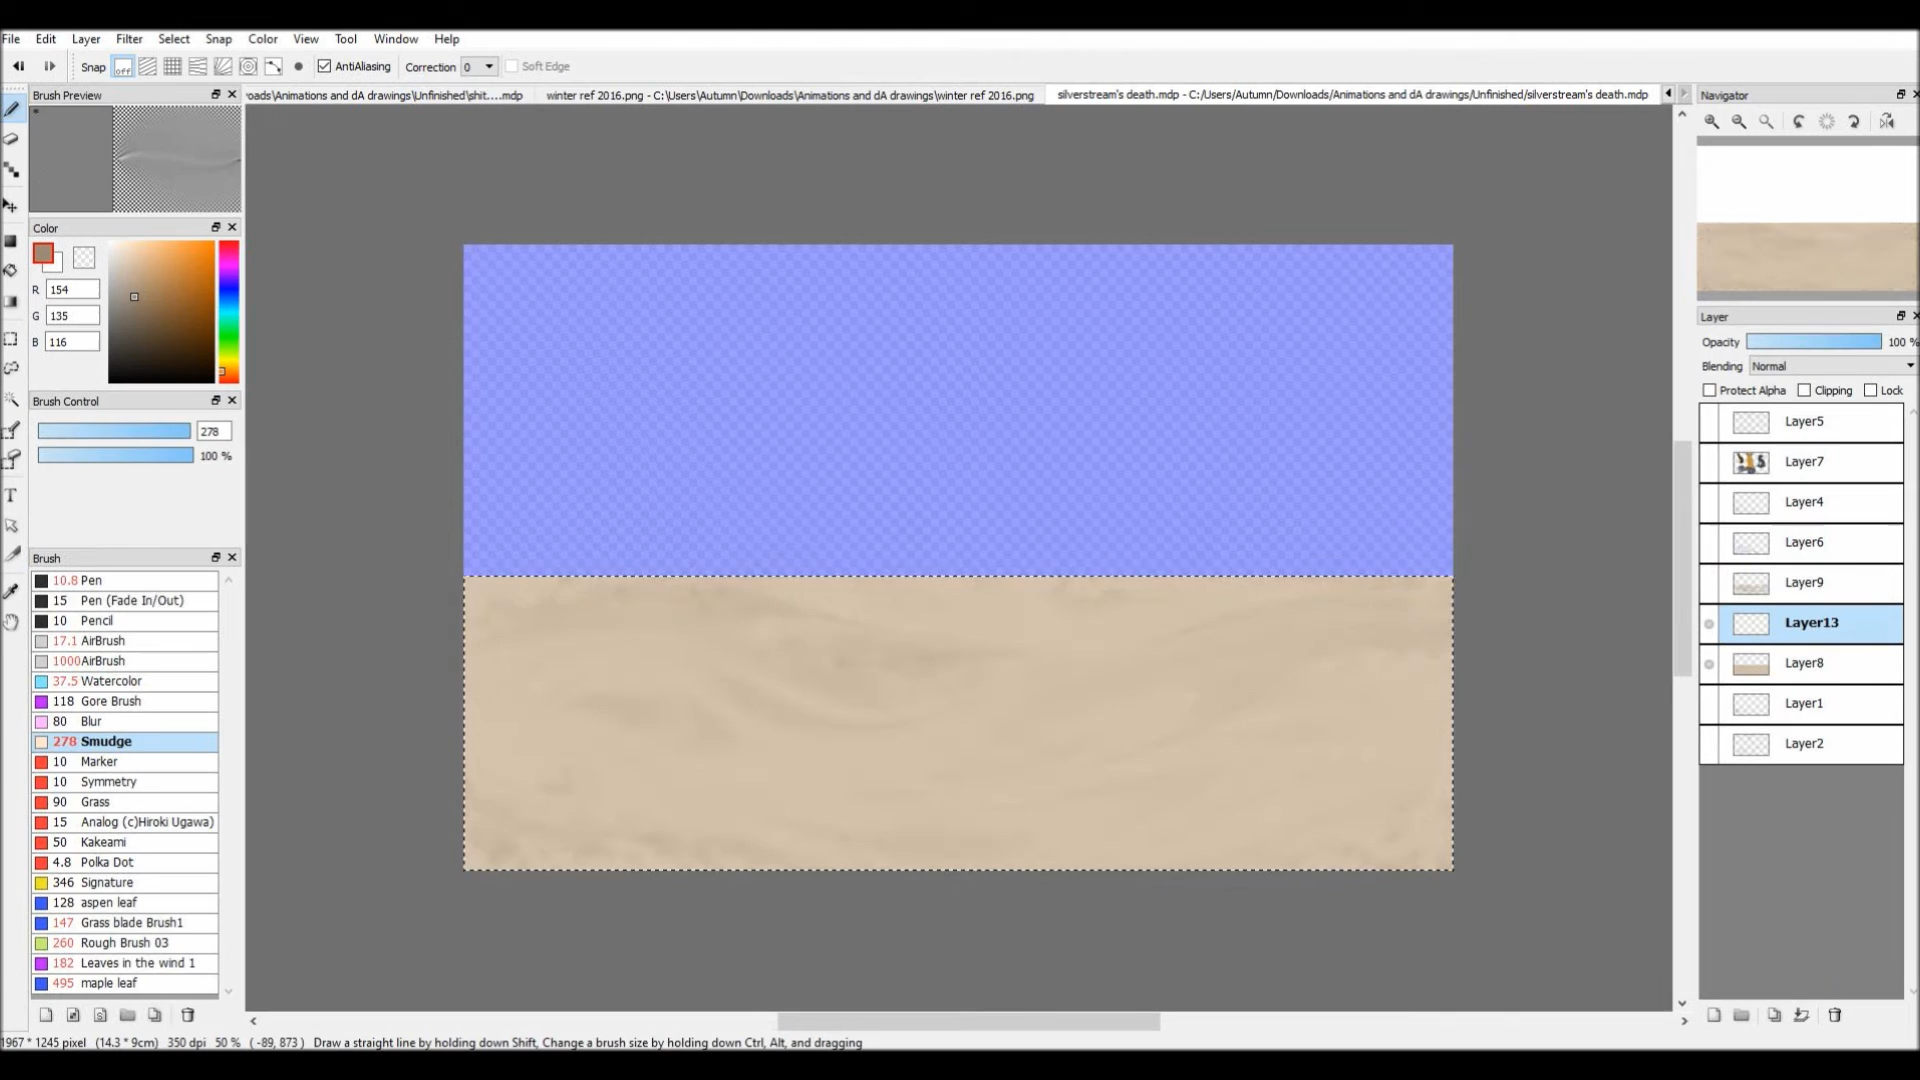 File Edit Layer Filter Select Snap Color View Tool Window Help
Snap off AntiAliasing Correction 0 Soft Edge
Brush Preview
oads\Animations and dA drawings\Unfinished\shit....mdp
winter ref 2016.png - C:\Users\Autumn\Downloads\Animations and dA drawings\winter ref 2016.png
silverstream's death.mdp - C:/Users/Autumn/Downloads/Animations and dA drawings/Unfinished/silverstream's death.mdp
Navigator
Color
R 154
G 135
B 116
Brush Control
278
100 %
Brush
10.8 Pen
15 Pen (Fade In/Out)
10 Pencil
17.1 AirBrush
1000 AirBrush
37.5 Watercolor
118 Gore Brush
80 Blur
278 Smudge
10 Marker
10 Symmetry
90 Grass
15 Analog (c)Hiroki Ugawa)
50 Kakeami
4.8 Polka Dot
346 Signature
128 aspen leaf
147 Grass blade Brush1
260 Rough Brush 03
182 Leaves in the wind 1
495 maple leaf
Layer
Opacity 100 %
Blending Normal
Protect Alpha Clipping Lock
Layer5
Layer7
Layer4
Layer6
Layer9
Layer13
Layer8
Layer1
Layer2
1967 * 1245 pixel (14.3 * 9cm) 350 dpi 50 % ( -89, 873 ) Draw a straight line by holding down Shift, Change a brush size by holding down Ctrl, Alt, and dragging